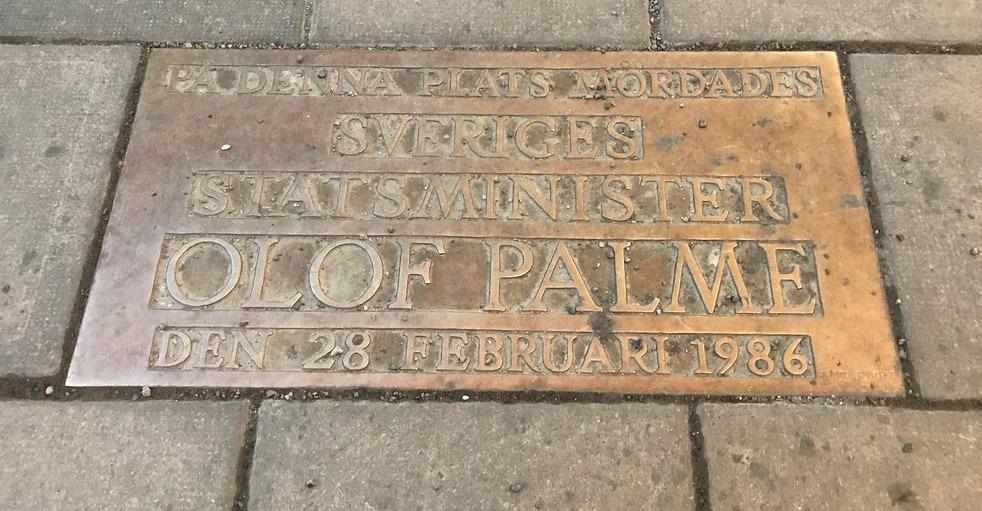 PÅ DENNA PLATS MÖRDADES
SVERIGES
STATSMINISTER
OLOF PALME
DEN 28 FEBRUARI 1986